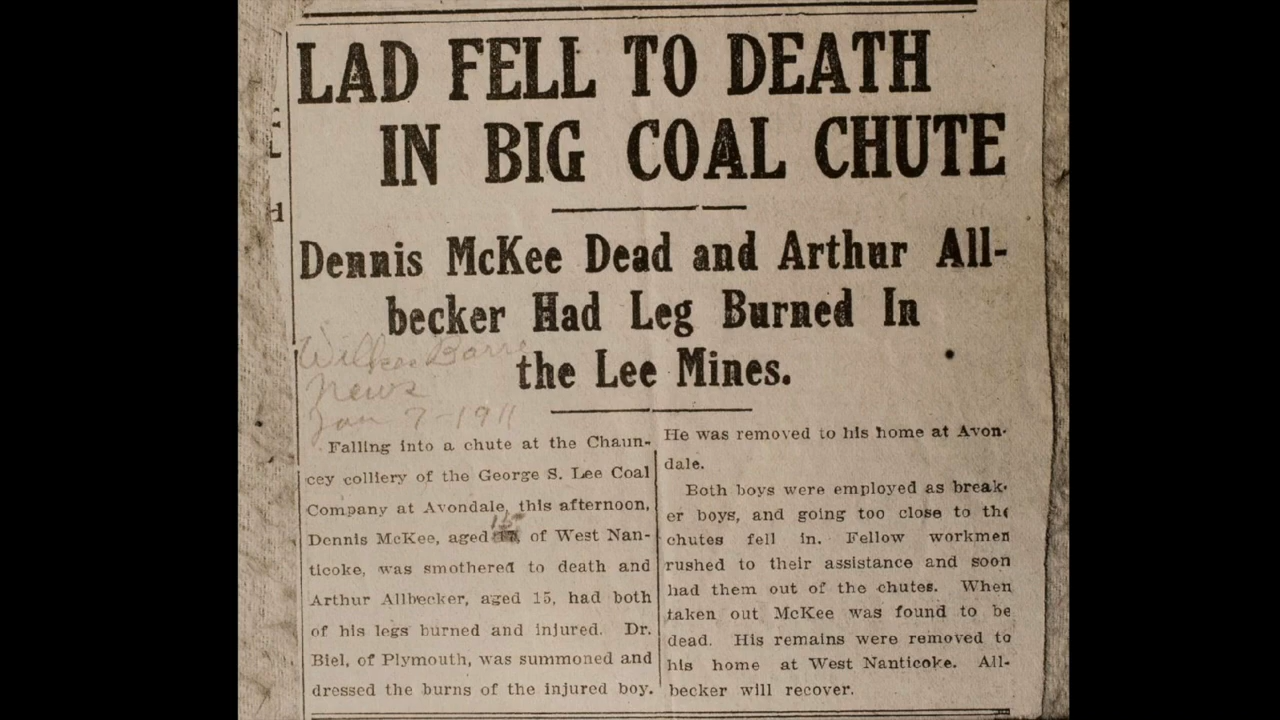 LAD FELL TO DEATH
IN BIG COAL CHUTE
Dennis McKee Dead and Arthur All-
becker Had Leg Burned In
the Lee Mines.
Wilkes Barre
News
Jan 7-1911
Falling into a chute at the Chaun-
cey colliery of the George S. Lee Coal
Company at Avondale, this afternoon,
15
Dennis McKee, aged of West Nan-
ticoke, was smothered to death and
Arthur Allbecker, aged 15, had both
of his legs burned and injured. Dr.
Biel, of Plymouth, was summoned and
dressed the burns of the injured boy.
He was removed to his home at Avon-
dale.
Both boys were employed as break-
er boys, and going too close to the
chutes fell in. Fellow workmen
rushed to their assistance and soon
had them out of the chutes. When
taken out McKee was found to be
dead. His remains were removed to
his home at West Nanticoke. All-
becker will recover.